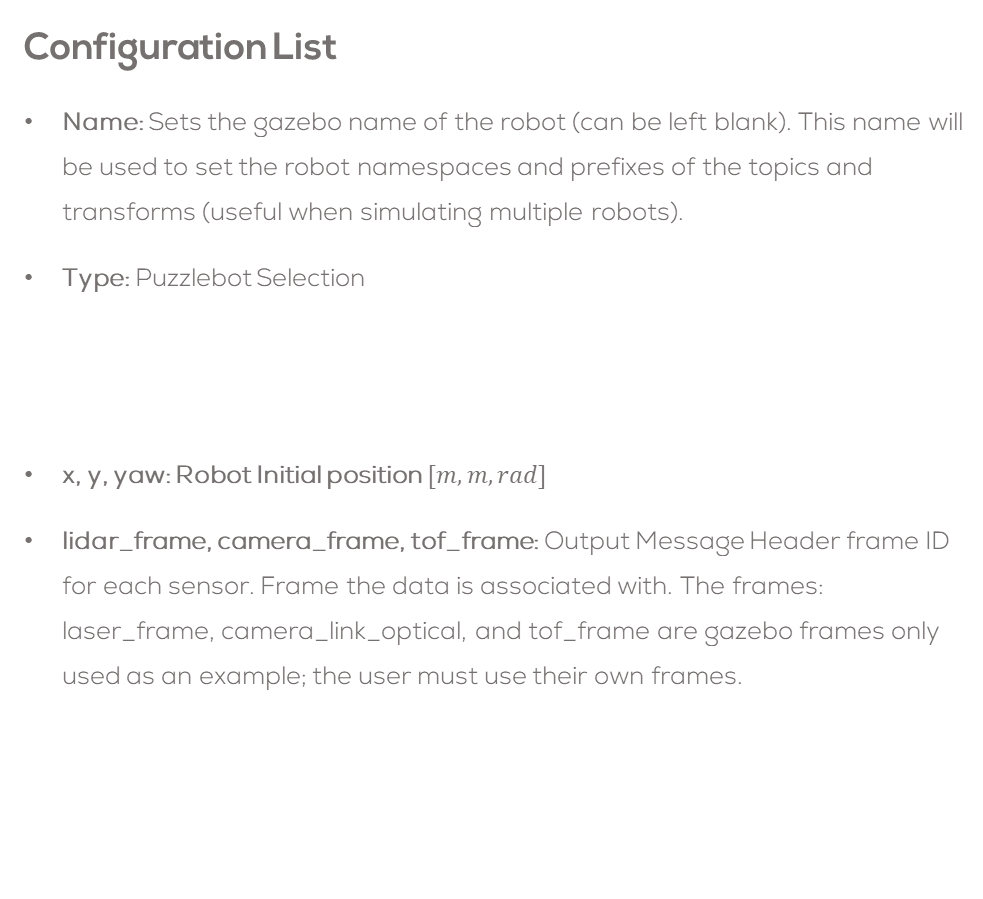 Configuration List
• Name: Sets the gazebo name of the robot (can be left blank). This name will
be used to set the robot namespaces and prefixes of the topics and
transforms (useful when simulating multiple robots).
• Type: Puzzlebot Selection
• x, y, yaw: Robot Initial position [m, m, rad]
• lidar_frame, camera_frame, tof_frame: Output Message Header frame ID
for each sensor. Frame the data is associated with. The frames:
laser_frame, camera_link_optical, and tof_frame are gazebo frames only
used as an example; the user must use their own frames.